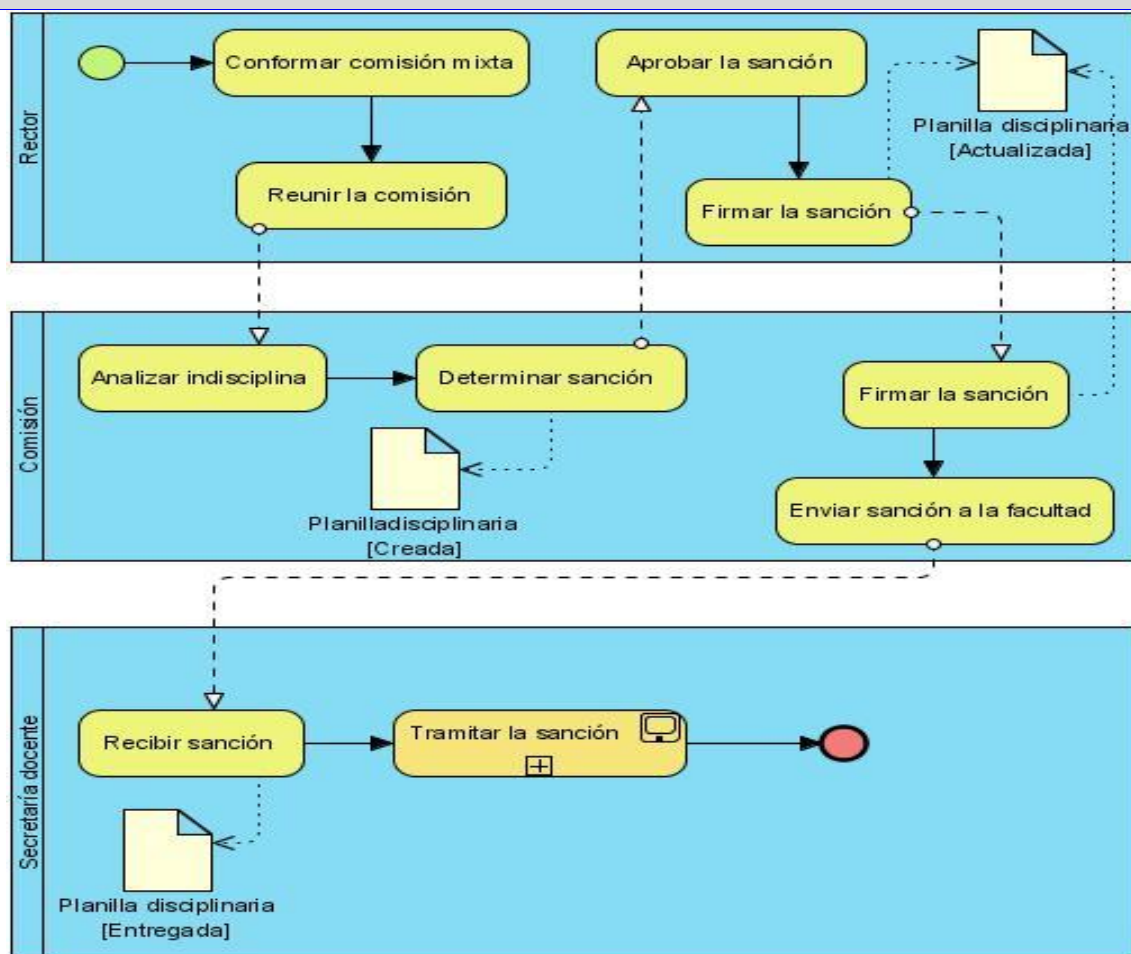 Rector
Conformar comisión mixta
Aprobar la sanción
Planilla disciplinaria
[Actualizada]
Reunir la comisión
Firmar la sanción
Comisión
Analizar indisciplina
Determinar sanción
Firmar la sanción
Planilladisciplinaria
[Creada]
Enviar sanción a la facultad
Secretaría docente
Recibir sanción
Tramitar la sanción
Planilla disciplinaria
[Entregada]